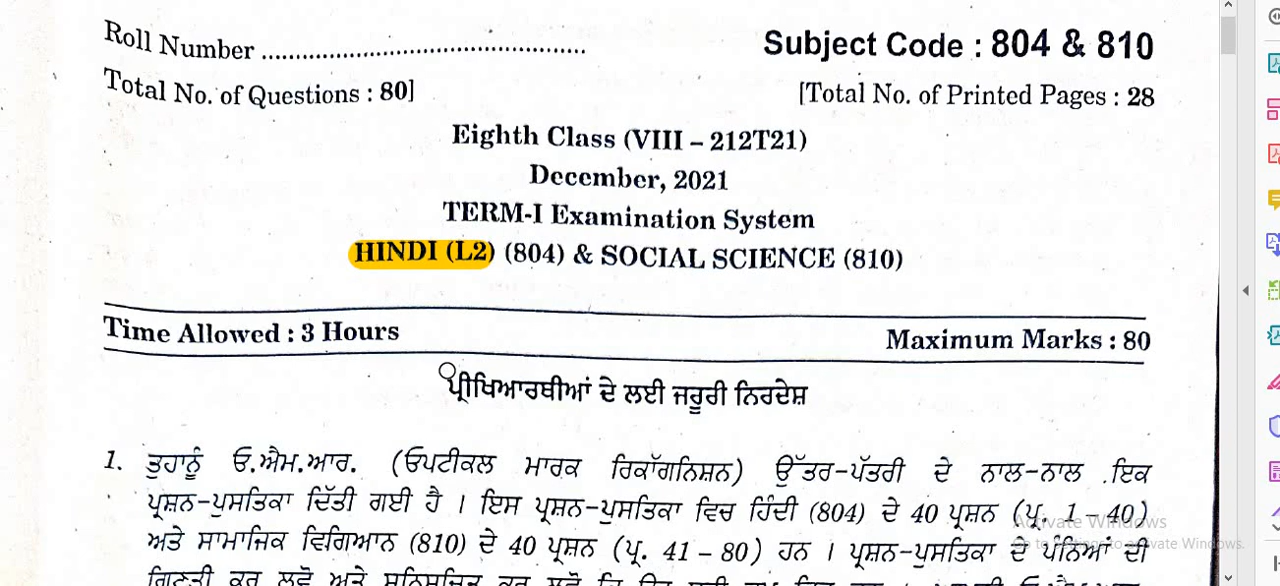 Roll Number ................................................
Subject Code : 804 & 810
Total No. of Questions : 80]
[Total No. of Printed Pages : 28
Eighth Class (VIII – 212T21)
December, 2021
TERM-I Examination System
HINDI (L2) (804) & SOCIAL SCIENCE (810)
Time Allowed : 3 Hours
Maximum Marks : 80
ਪ੍ਰੀਖਿਆਰਥੀਆਂ ਦੇ ਲਈ ਜਰੂਰੀ ਨਿਰਦੇਸ਼
1. ਤੁਹਾਨੂੰ ਓ.ਐਮ.ਆਰ. (ਓਪਟੀਕਲ ਮਾਰਕ ਰਿਕਾੱਗਨਿਸ਼ਨ) ਉੱਤਰ-ਪੱਤਰੀ ਦੇ ਨਾਲ-ਨਾਲ ਇਕ
ਪ੍ਰਸ਼ਨ-ਪੁਸਤਿਕਾ ਦਿੱਤੀ ਗਈ ਹੈ । ਇਸ ਪ੍ਰਸ਼ਨ-ਪੁਸਤਿਕਾ ਵਿਚ ਹਿੰਦੀ (804) ਦੇ 40 ਪ੍ਰਸ਼ਨ (ਪ੍ਰ. 1 – 40)
Activate Windows
ਅਤੇ ਸਾਮਾਜਿਕ ਵਿਗਿਆਨ (810) ਦੇ 40 ਪ੍ਰਸ਼ਨ (ਪ੍ਰ. 41 – 80) ਹਨ । ਪ੍ਰਸ਼ਨ-ਪੁਸਤਿਕਾ ਦੇ ਪੰਨਿਆਂ ਦੀ
Go to Settings to activate Windows.